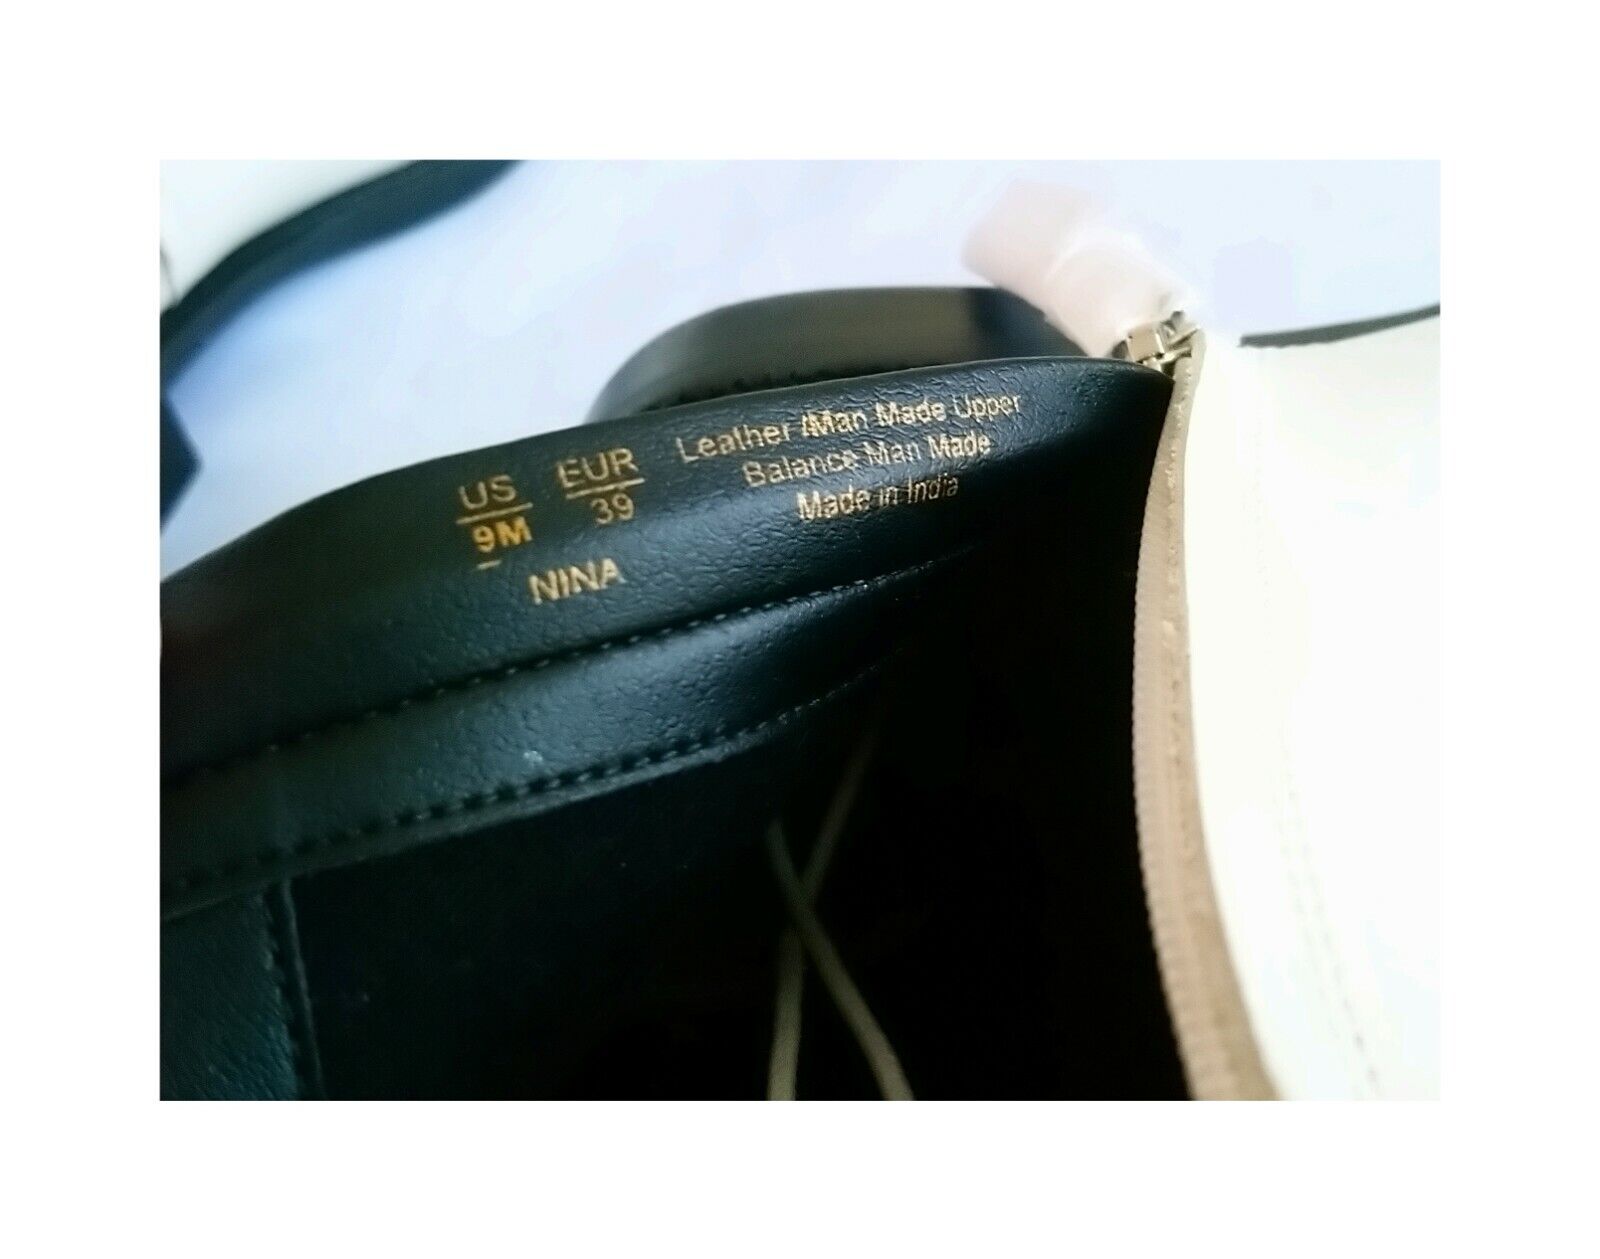 US EUR
9M 39
NINA
Leather /Man Made Upper
Balance Man Made
Made in India